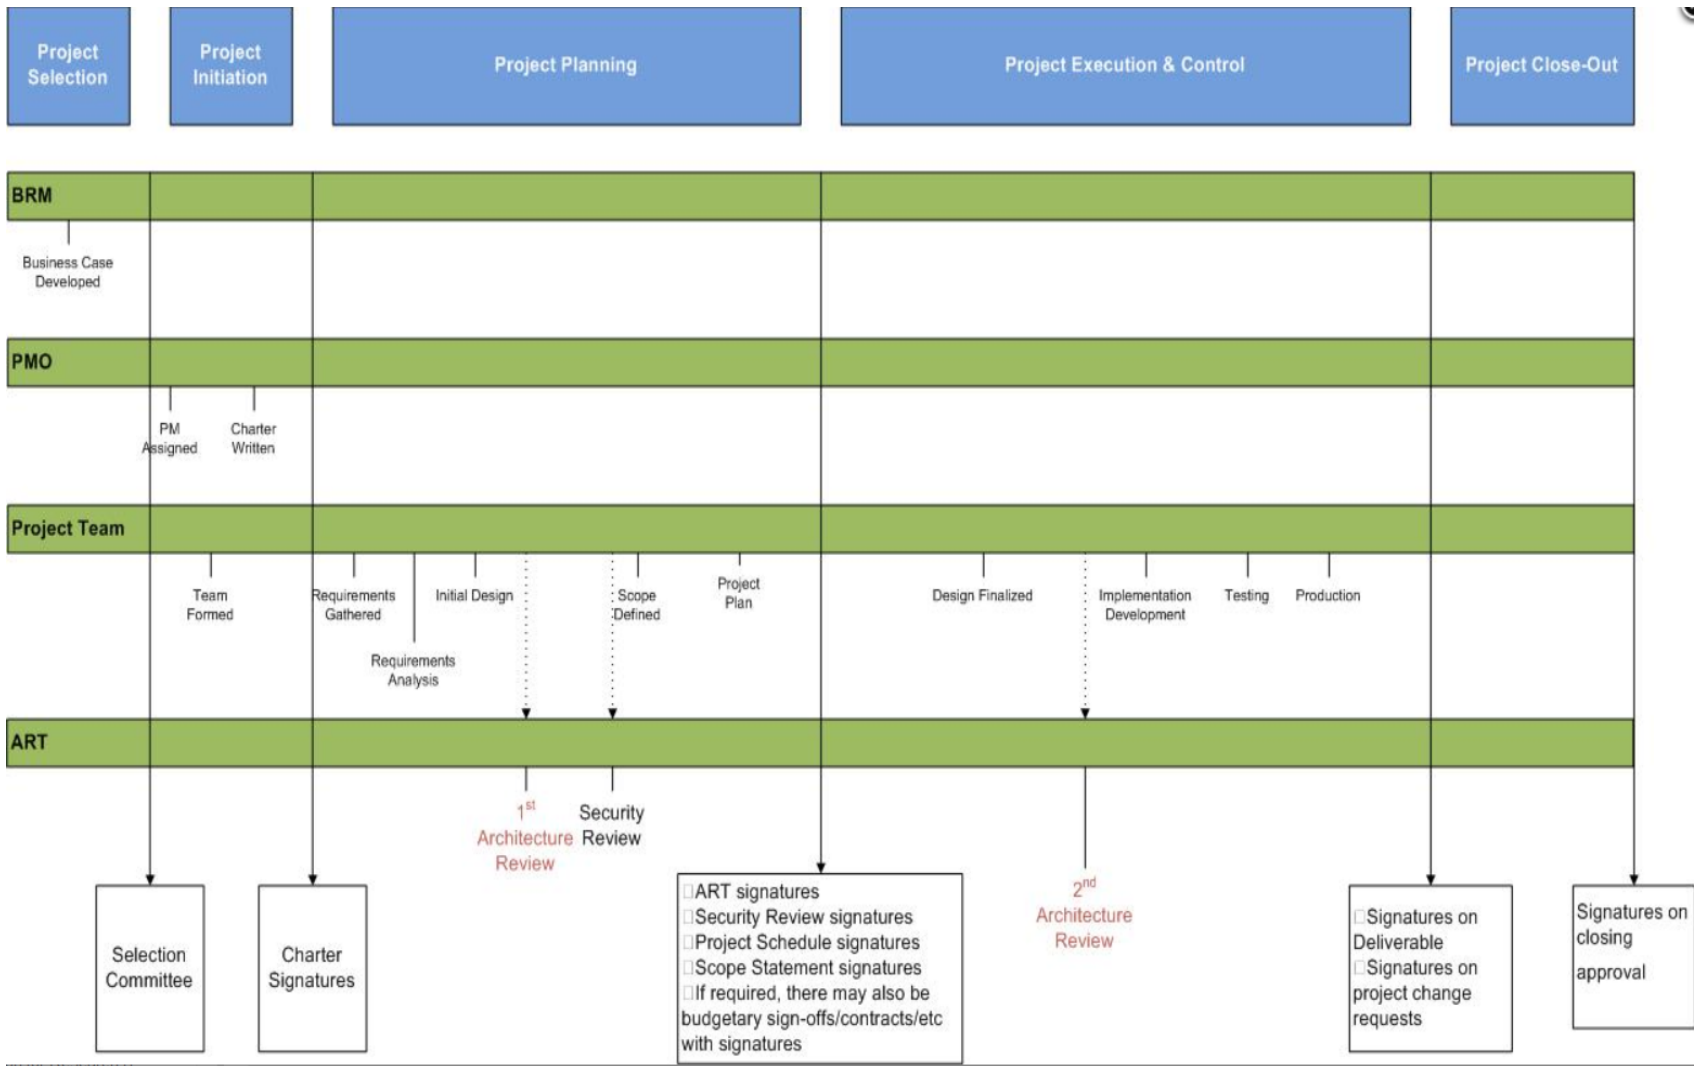 Project
Selection
Project
Initiation
Project Planning
Project Execution & Control
Project Close-Out
BRM
Business Case
Developed
PMO
PM
Assigned
Charter
Written
Project Team
Team
Formed
Requirements
Gathered
Requirements
Analysis
Initial Design
Scope
Defined
Project
Plan
Design Finalized
Implementation
Development
Testing
Production
ART
1st
Architecture
Review
Security
Review
2nd
Architecture
Review
Selection
Committee
Charter
Signatures
□ART signatures
□Security Review signatures
□Project Schedule signatures
□Scope Statement signatures
□If required, there may also be
budgetary sign-offs/contracts/etc
with signatures
□Signatures on
Deliverable
□Signatures on
project change
requests
Signatures on
closing
approval